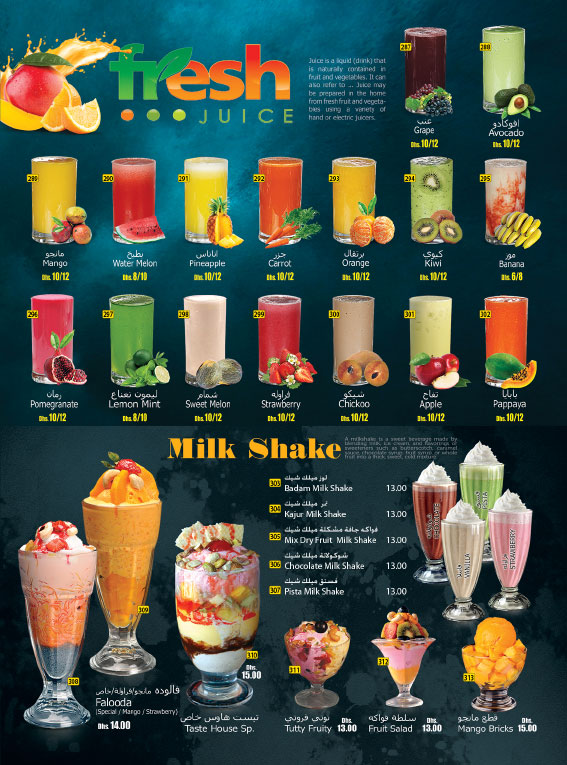 fresh
JUICE
Juice is a liquid (drink) that
is naturally contained in
fruit and vegetables. It can
also refer to ... Juice may
be prepared in the home
from fresh fruit and vegeta-
bles using a variety of
hand or electric juicers.
287
عنب
Grape
Dhs. 10/12
288
افوكادو
Avocado
Dhs. 10/12
289
مانجو
Mango
Dhs. 10/12
290
بطيخ
Water Melon
Dhs. 8/10
291
اناناس
Pineapple
Dhs. 10/12
292
جزر
Carrot
Dhs. 10/12
293
برتقال
Orange
Dhs. 10/12
294
كيوي
Kiwi
Dhs. 10/12
295
موز
Banana
Dhs. 6/8
296
رمان
Pomegranate
Dhs. 10/12
297
ليمون نعناع
Lemon Mint
Dhs. 8/10
298
شمام
Sweet Melon
Dhs. 10/12
299
فراوله
Strawberry
Dhs. 10/12
300
شيكو
Chickoo
Dhs. 10/12
301
تفاح
Apple
Dhs. 10/12
302
بابايا
Pappaya
Dhs. 10/12
Milk Shake
A milkshake is a sweet beverage made by
blending milk, ice cream, and flavorings or
sweeteners such as butterscotch, caramel
sauce, chocolate syrup, fruit syrup, or whole
fruit into a thick, sweet, cold mixture.
لوز ميلك شيك
303 Badam Milk Shake 13.00
تمر ميلك شيك
304 Kajur Milk Shake 13.00
فواكه جافة مشكلة ميلك شيك
305 Mix Dry Fruit Milk Shake 13.00
شوكولاتة ميلك شيك
306 Chocolate Milk Shake 13.00
فستق ميلك شيك
307 Pista Milk Shake 13.00
PISTA
VANILLA
STRAWBERRY
308
309
فالودة مانجو/فراولة/خاص
Falooda
(Special / Mango / Strawberry)
Dhs. 14.00
310
Dhs.
15.00
تيست هاوس خاص
Taste House Sp.
311
توتي فروتي
Tutty Fruity
Dhs.
13.00
312
سلطة فواكه
Fruit Salad
Dhs.
13.00
313
قطع مانجو
Mango Bricks
Dhs.
15.00